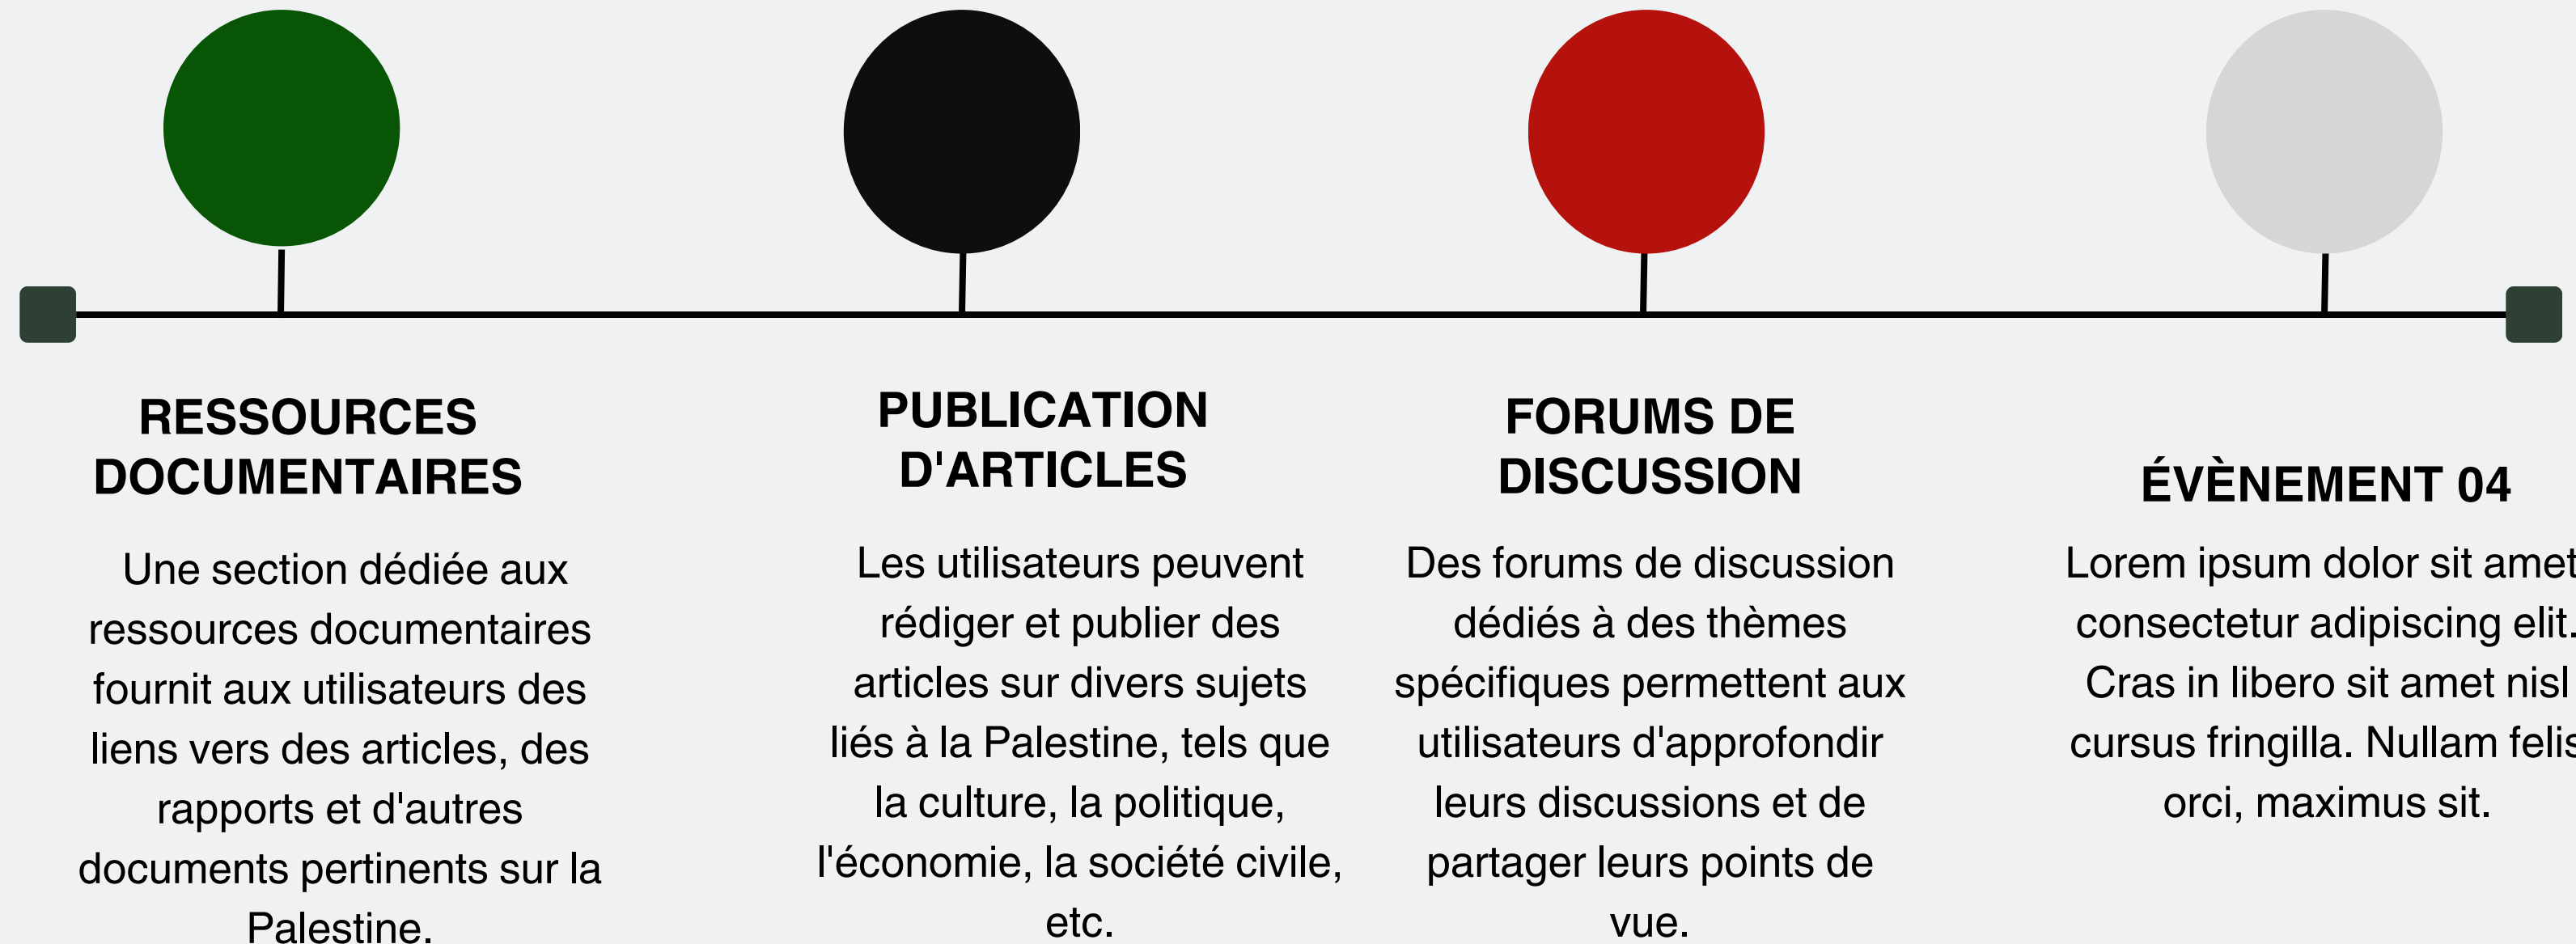 RESSOURCES
DOCUMENTAIRES
Une section dédiée aux
ressources documentaires
fournit aux utilisateurs des
liens vers des articles, des
rapports et d'autres
documents pertinents sur la
Palestine.
PUBLICATION
D'ARTICLES
Les utilisateurs peuvent
rédiger et publier des
articles sur divers sujets
liés à la Palestine, tels que
la culture, la politique,
l'économie, la société civile,
etc.
FORUMS DE
DISCUSSION
Des forums de discussion
dédiés à des thèmes
spécifiques permettent aux
utilisateurs d'approfondir
leurs discussions et de
partager leurs points de
vue.
ÉVÈNEMENT 04
Lorem ipsum dolor sit amet
consectetur adipiscing elit.
Cras in libero sit amet nisl
cursus fringilla. Nullam felis
orci, maximus sit.